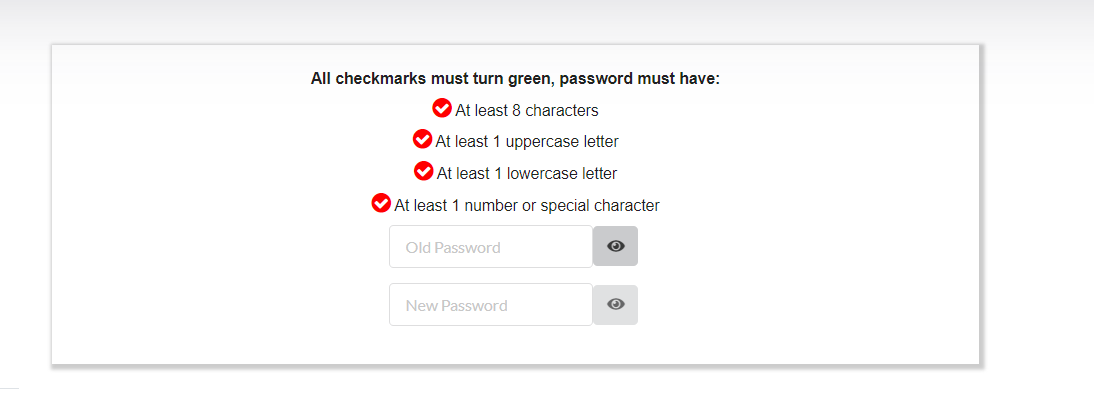 All checkmarks must turn green, password must have:
At least 8 characters
At least 1 uppercase letter
At least 1 lowercase letter
At least 1 number or special character
Old Password
New Password